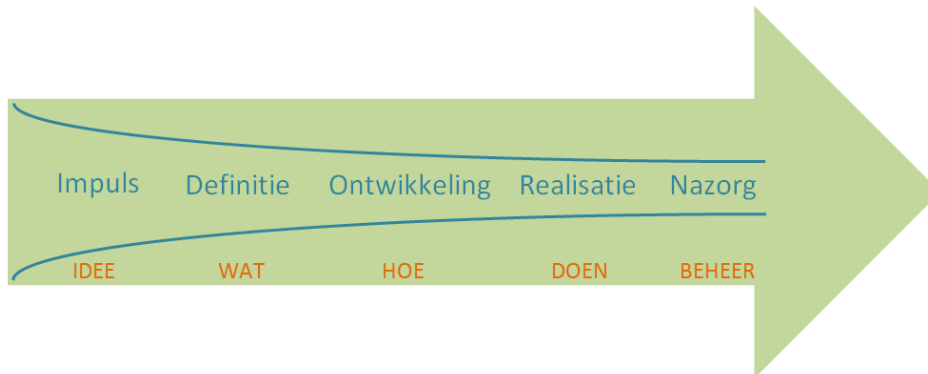 Impuls Definitie Ontwikkeling Realisatie Nazorg
IDEE WAT HOE DOEN BEHEER